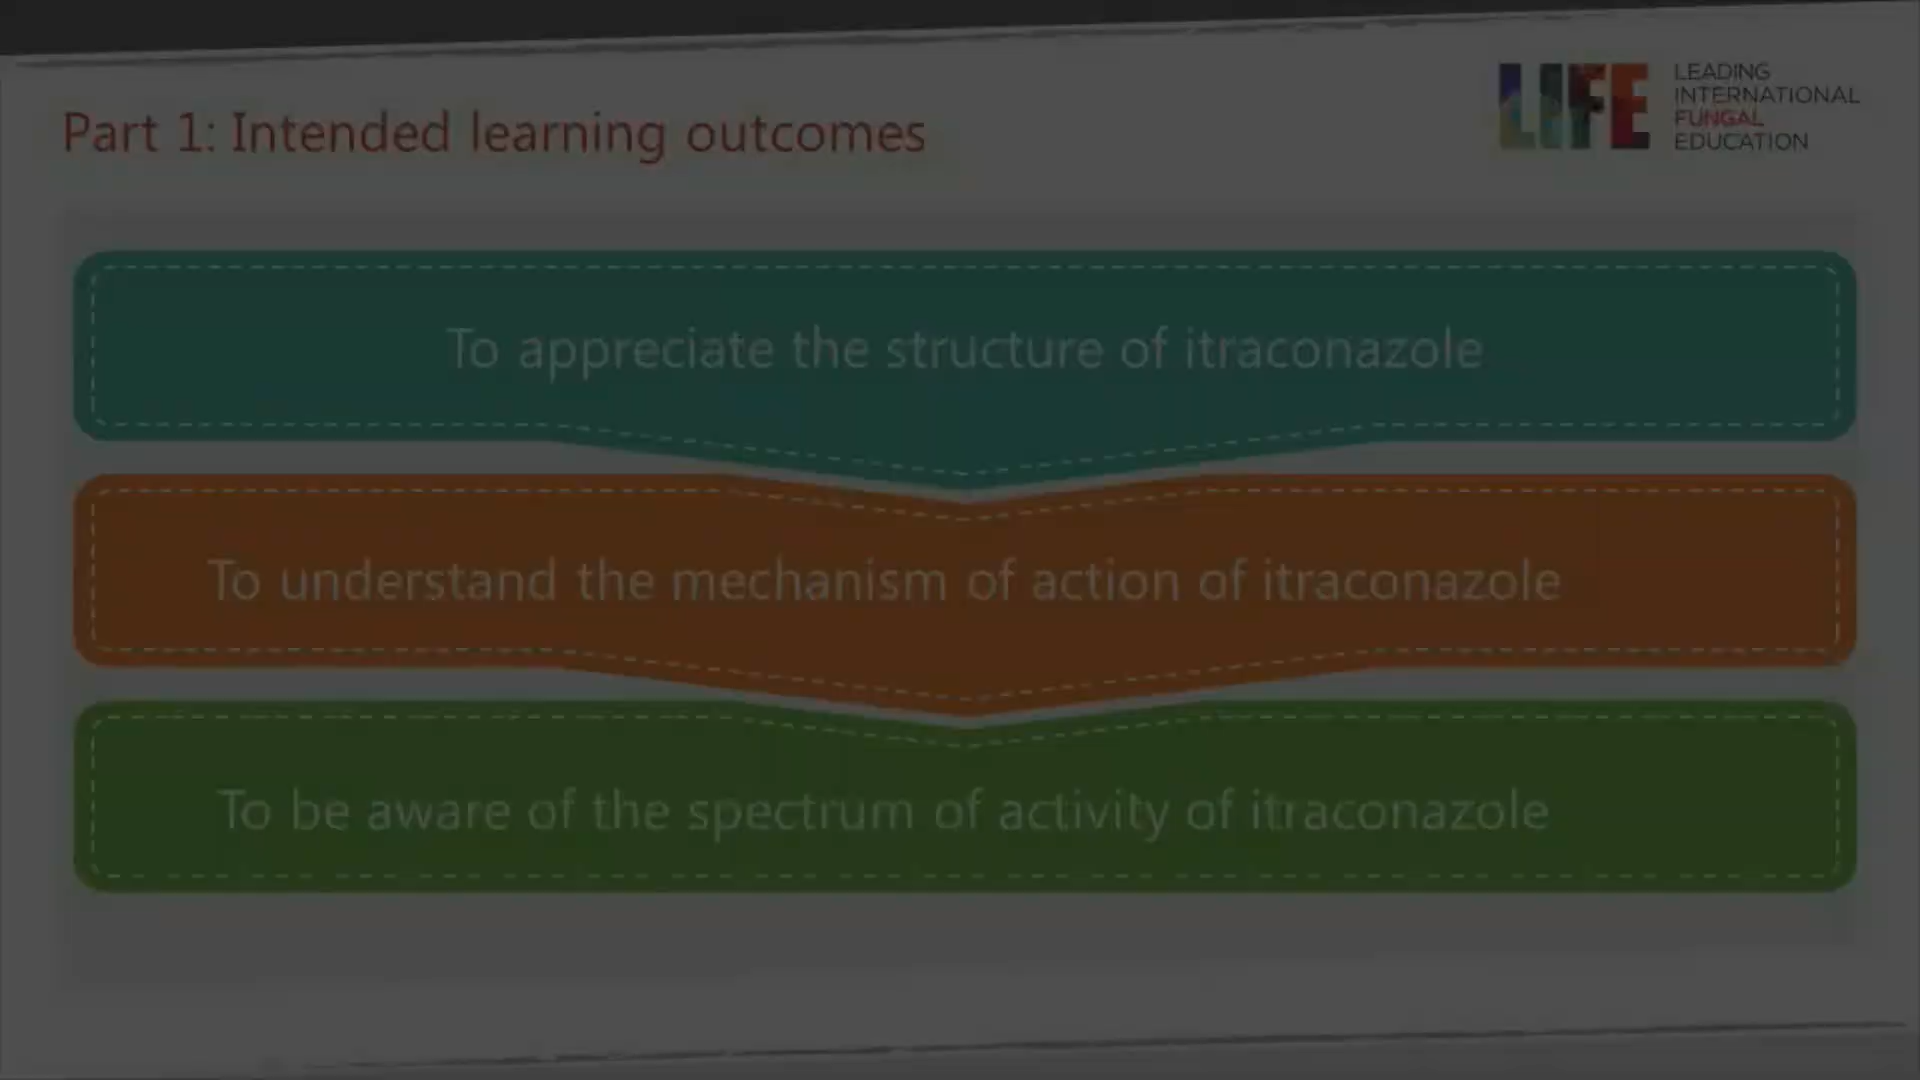 Part 1: Intended learning outcomes
LIFE
LEADING
INTERNATIONAL
FUNGAL
EDUCATION
To appreciate the structure of itraconazole
To understand the mechanism of action of itraconazole
To be aware of the spectrum of activity of itraconazole